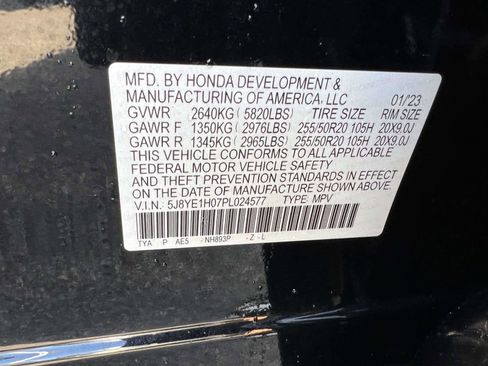 MFD. BY HONDA DEVELOPMENT &
MANUFACTURING OF AMERICA, LLC 01/23
GVWR 2640KG (5820LBS) TIRE SIZE RIM SIZE
GAWR F 1350KG (2976LBS) 255/50R20 105H 20X9.0J
GAWR R 1345KG (2965LBS) 255/50R20 105H 20X9.0J
THIS VEHICLE CONFORMS TO ALL APPLICABLE
FEDERAL MOTOR VEHICLE SAFETY
AND THEFT PREVENTION STANDARDS IN EFFECT
ON THE DATE OF MANUFACTURE SHOWN ABOVE.
V.I.N.: 5J8YE1H07PL024577 TYPE: MPV
TYA P AE5 -NH893P -Z -L